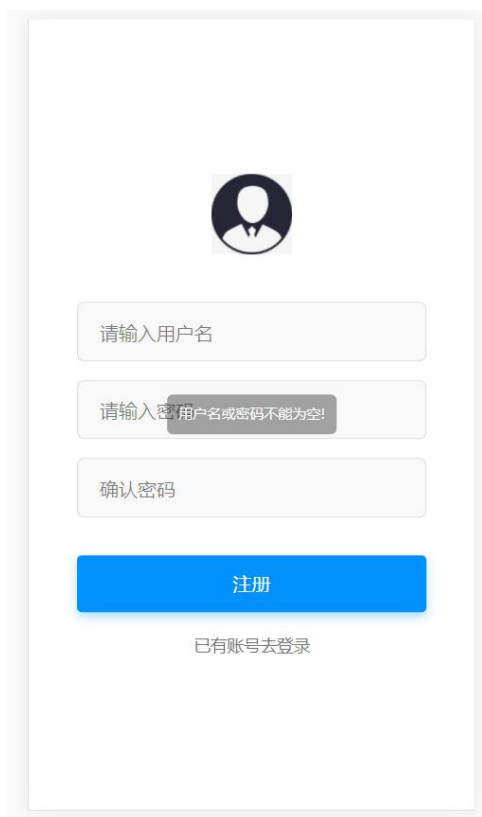 请输入用户名
请输入密码
用户名或密码不能为空!
确认密码
注册
已有账号去登录